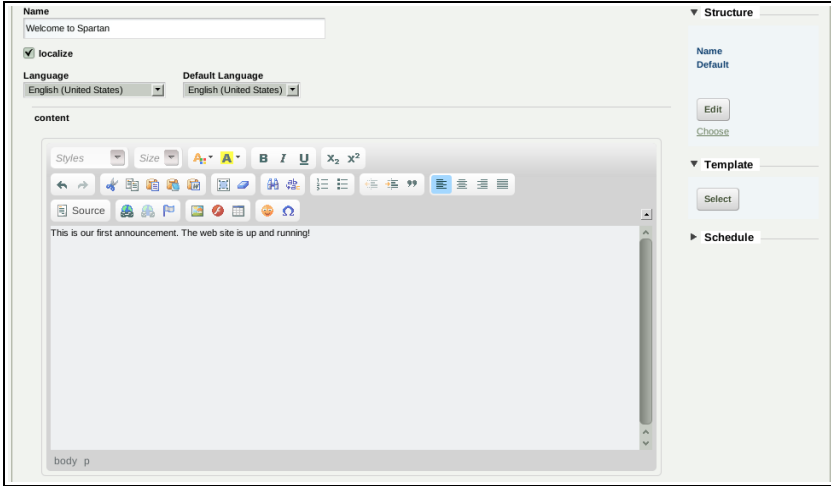 Name
Welcome to Spartan
localize
Language Default Language
English (United States) English (United States)
content
Styles Size A A B I U X₂ X²
Source Ω
This is our first announcement. The web site is up and running!
body p
Structure
Name
Default
Edit
Choose
Template
Select
Schedule